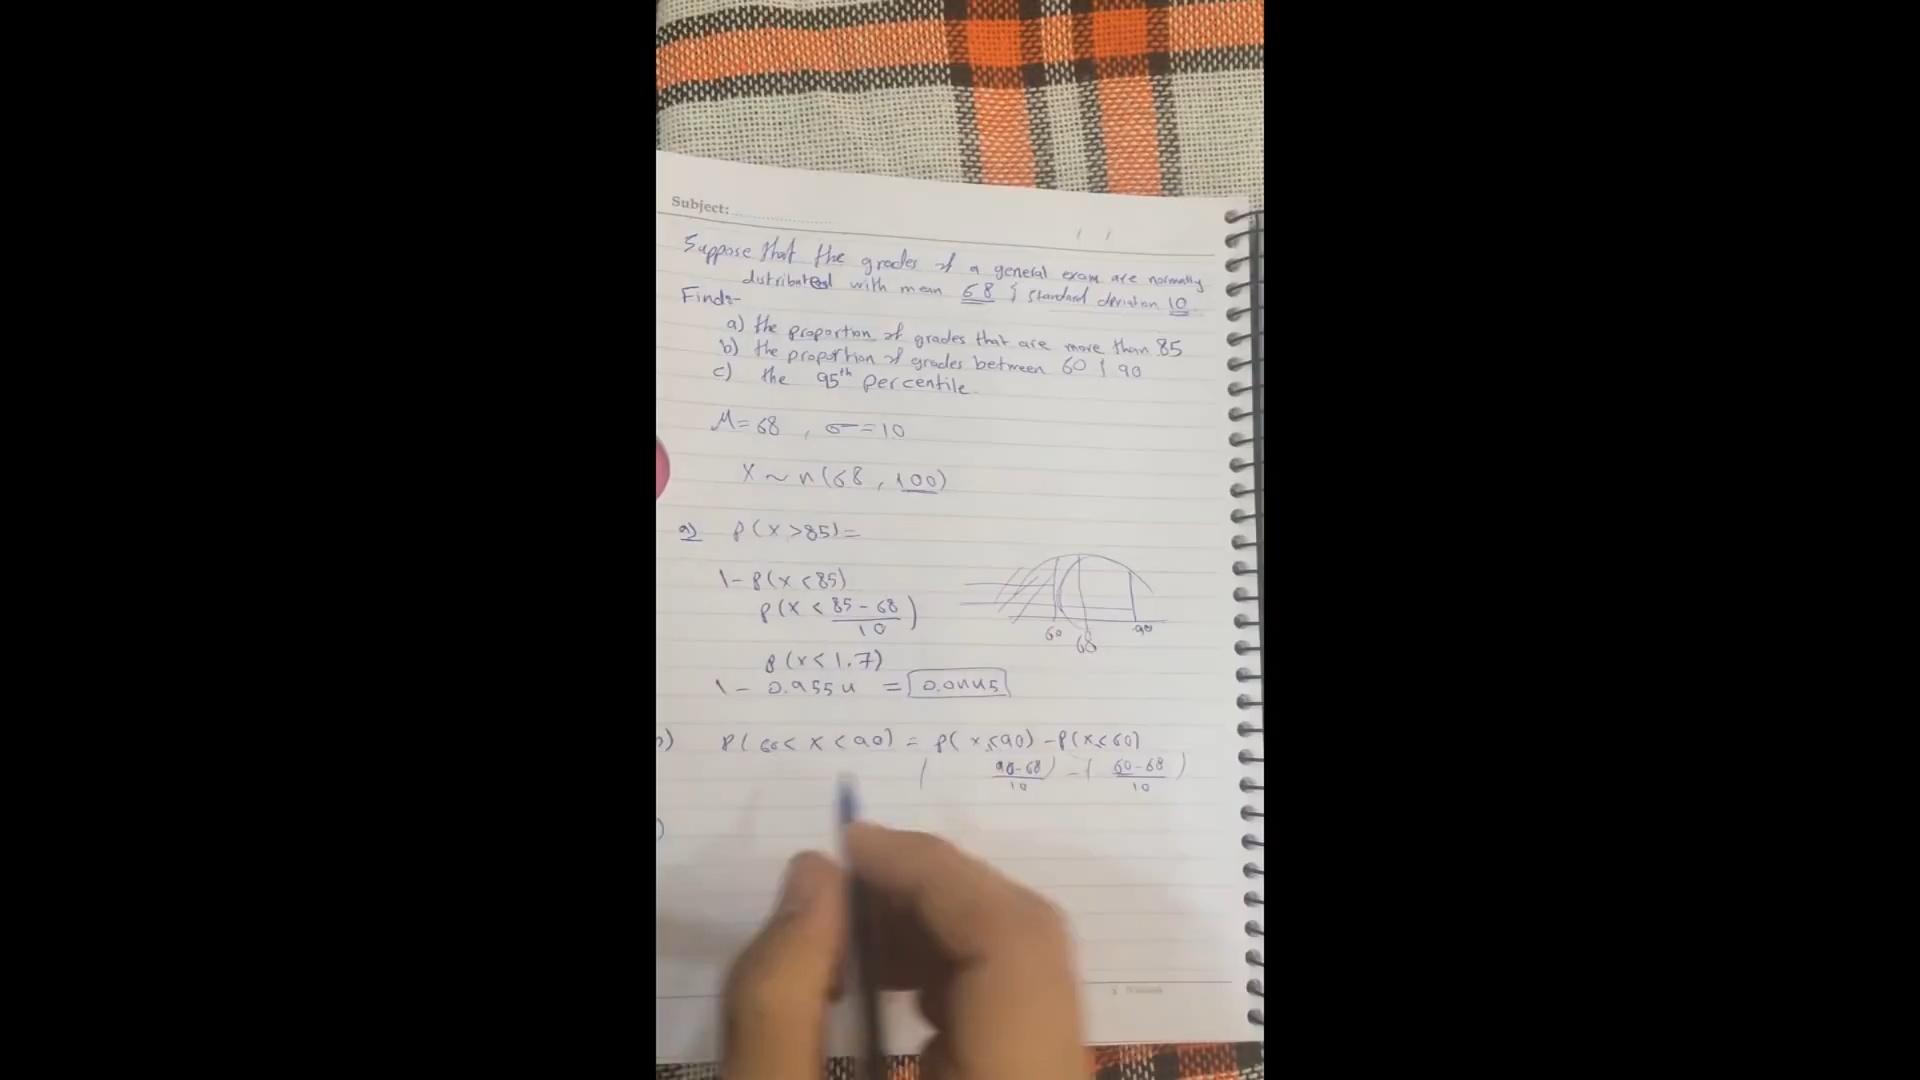 Subject:
Suppose that the grades of a general exam are normally
distributed with mean 68 & standard deviation 10
Find:-
a) the proportion of grades that are more than 85
b) the proportion of grades between 60 & 90
c) the 95th percentile.
M = 68 , σ = 10
X ~ n(68, 100)
a) P(X > 85) =
1 - P(X < 85)
P(X < 85 - 68 / 10)
P(X < 1.7)
60 68 90
1 - 0.9554 = 0.0445
b) P(60 < X < 90) = P(X < 90) - P(X < 60)
( 90-68 / 10 ) - ( 60-68 / 10 )
)